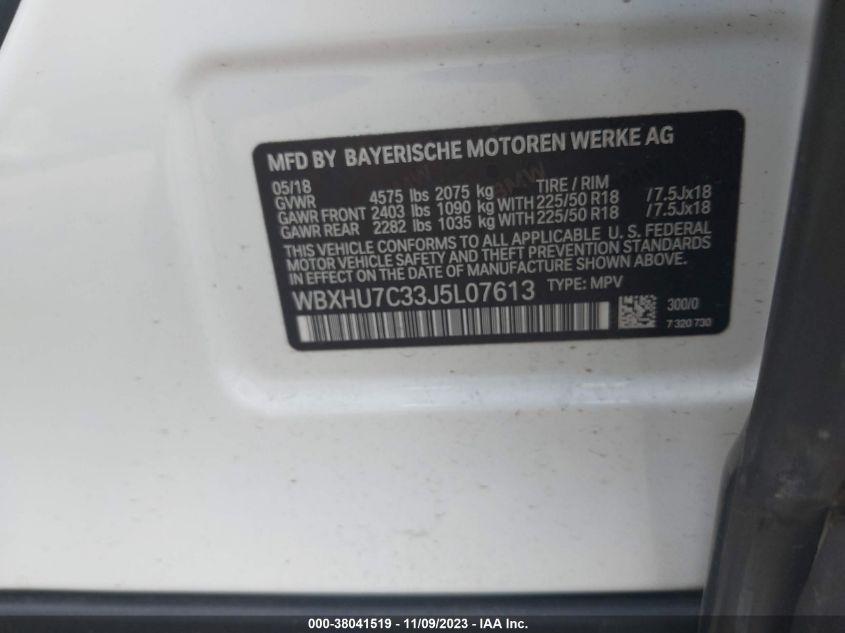 MFD BY BAYERISCHE MOTOREN WERKE AG
05/18 TIRE / RIM
GVWR 4575 lbs 2075 kg
GAWR FRONT 2403 lbs 1090 kg WITH 225/50 R18 /7.5Jx18
GAWR REAR 2282 lbs 1035 kg WITH 225/50 R18 /7.5Jx18
THIS VEHICLE CONFORMS TO ALL APPLICABLE U. S. FEDERAL
MOTOR VEHICLE SAFETY AND THEFT PREVENTION STANDARDS
IN EFFECT ON THE DATE OF MANUFACTURE SHOWN ABOVE.
WBXHU7C33J5L07613 TYPE: MPV
300/0
7 320 730
000-38041519 - 11/09/2023 - IAA Inc.